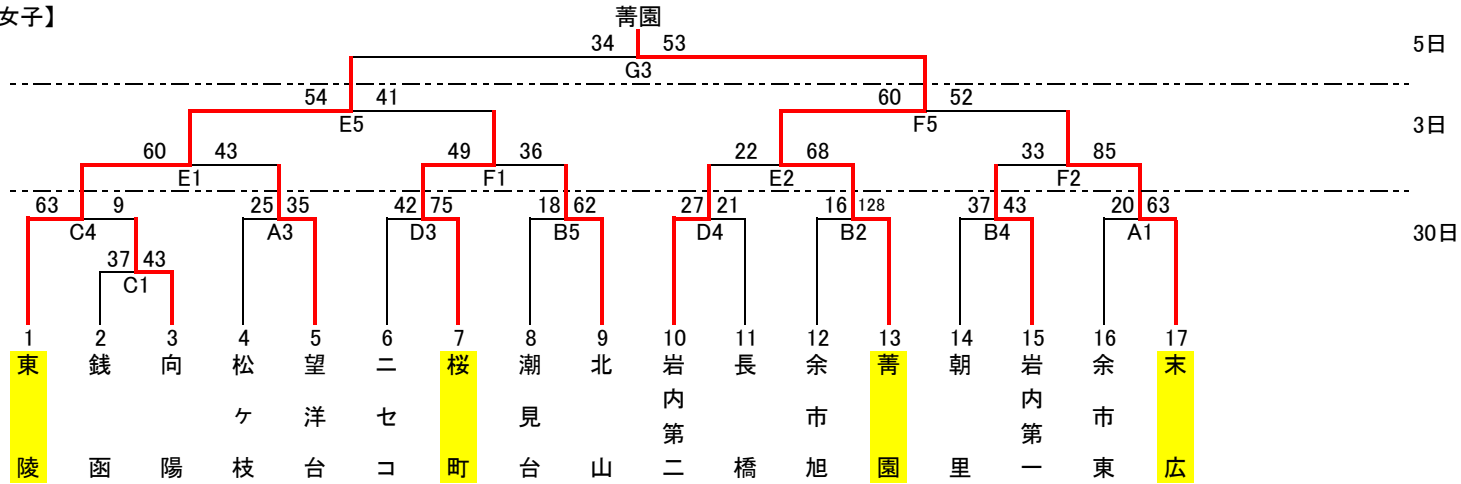 女子】
菁園
34 53 5日
G3
54 41 60 52
E5 F5 3日
60 43 49 36 22 68 33 85
E1 F1 E2 F2
63 9 25 35 42 75 18 62 27 21 16 128 37 43 20 63
C4 A3 D3 B5 D4 B2 B4 A1 30日
37 43
C1
1 2 3 4 5 6 7 8 9 10 11 12 13 14 15 16 17
東陵
銭函
向陽
松ケ枝
望洋台
ニセコ
桜町
潮見台
北山
岩内第二
長橋
余市旭
菁園
朝里
岩内第一
余市東
末広